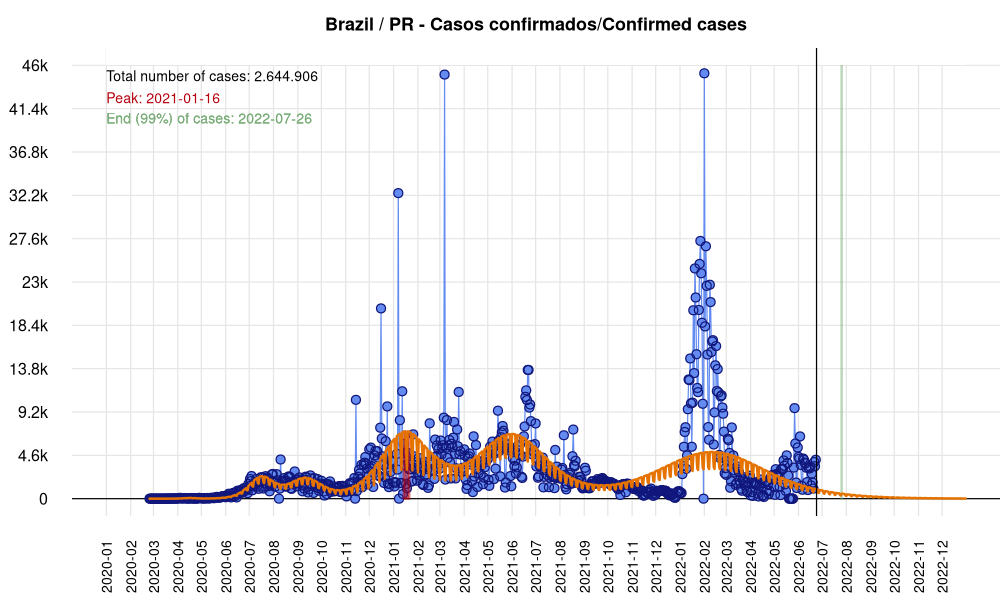 Brazil / PR - Casos confirmados/Confirmed cases
Total number of cases: 2.644.906
Peak: 2021-01-16
End (99%) of cases: 2022-07-26
46k
41.4k
36.8k
32.2k
27.6k
23k
18.4k
13.8k
9.2k
4.6k
0
2020-01
2020-02
2020-03
2020-04
2020-05
2020-06
2020-07
2020-08
2020-09
2020-10
2020-11
2020-12
2021-01
2021-02
2021-03
2021-04
2021-05
2021-06
2021-07
2021-08
2021-09
2021-10
2021-11
2021-12
2022-01
2022-02
2022-03
2022-04
2022-05
2022-06
2022-07
2022-08
2022-09
2022-10
2022-11
2022-12